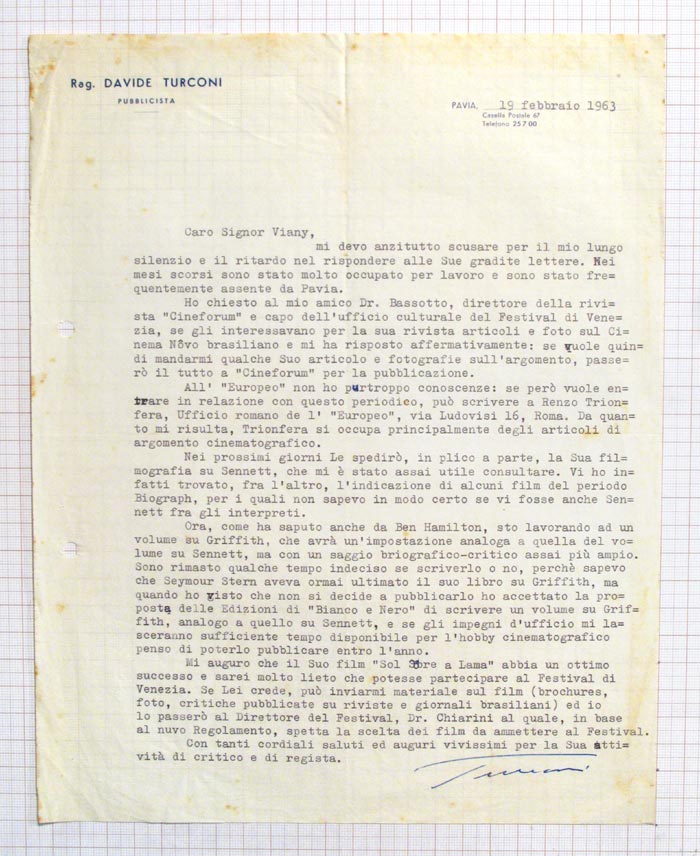 Rag. DAVIDE TURCONI
PUBBLICISTA
PAVIA, 19 febbraio 1963
Casella Postale 67
Telefono 25700
Caro Signor Viany,
mi devo anzitutto scusare per il mio lungo
silenzio e il ritardo nel rispondere alle Sue gradite lettere. Nei
mesi scorsi sono stato molto occupato per lavoro e sono stato fre=
quentemente assente da Pavia.
Ho chiesto al mio amico Dr. Bassotto, direttore della rivi=
sta "Cineforum" e capo dell'ufficio culturale del Festival di Vene=
zia, se gli interessavano per la sua rivista articoli e foto sul Ci=
nema Nôvo brasiliano e mi ha risposto affermativamente: se vuole quin=
di mandarmi qualche Suo articolo e fotografie sull'argomento, passe=
rò il tutto a "Cineforum" per la pubblicazione.
All' "Europeo" non ho purtroppo conoscenze: se però vuole en=
trare in relazione con questo periodico, può scrivere a Renzo Trion=
fera, Ufficio romano de l' "Europeo", via Ludovisi 16, Roma. Da quan=
to mi risulta, Trionfera si occupa principalmente degli articoli di
argomento cinematografico.
Nei prossimi giorni Le spedirò, in plico a parte, la Sua fil=
mografia su Sennett, che mi è stato assai utile consultare. Vi ho in=
fatti trovato, fra l'altro, l'indicazione di alcuni film del periodo
Biograph, per i quali non sapevo in modo certo se vi fosse anche Sen=
nett fra gli interpreti.
Ora, come ha saputo anche da Ben Hamilton, sto lavorando ad un
volume su Griffith, che avrà un'impostazione analoga a quella del vo=
lume su Sennett, ma con un saggio briografico-critico assai più ampio.
Sono rimasto qualche tempo indeciso se scriverlo o no, perchè sapevo
che Seymour Stern aveva ormai ultimato il suo libro su Griffith, ma
quando ho visto che non si decide a pubblicarlo ho accettato la pro=
posta delle Edizioni di "Bianco e Nero" di scrivere un volume su Grif=
fith, analogo a quello su Sennett, e se gli impegni d'ufficio mi la=
sceranno sufficiente tempo disponibile per l'hobby cinematografico
penso di poterlo pubblicare entro l'anno.
Mi auguro che il Suo film "Sol Sôbre a Lama" abbia un ottimo
successo e sarei molto lieto che potesse partecipare al Festival di
Venezia. Se Lei crede, può inviarmi materiale sul film (brochures,
foto, critiche pubblicate su riviste e giornali brasiliani) ed io
lo passerò al Direttore del Festival, Dr. Chiarini al quale, in base
al nuvo Regolamento, spetta la scelta dei film da ammettere al Festival.
Con tanti cordiali saluti ed auguri vivissimi per la Sua atti=
vità di critico e di regista.
Turconi